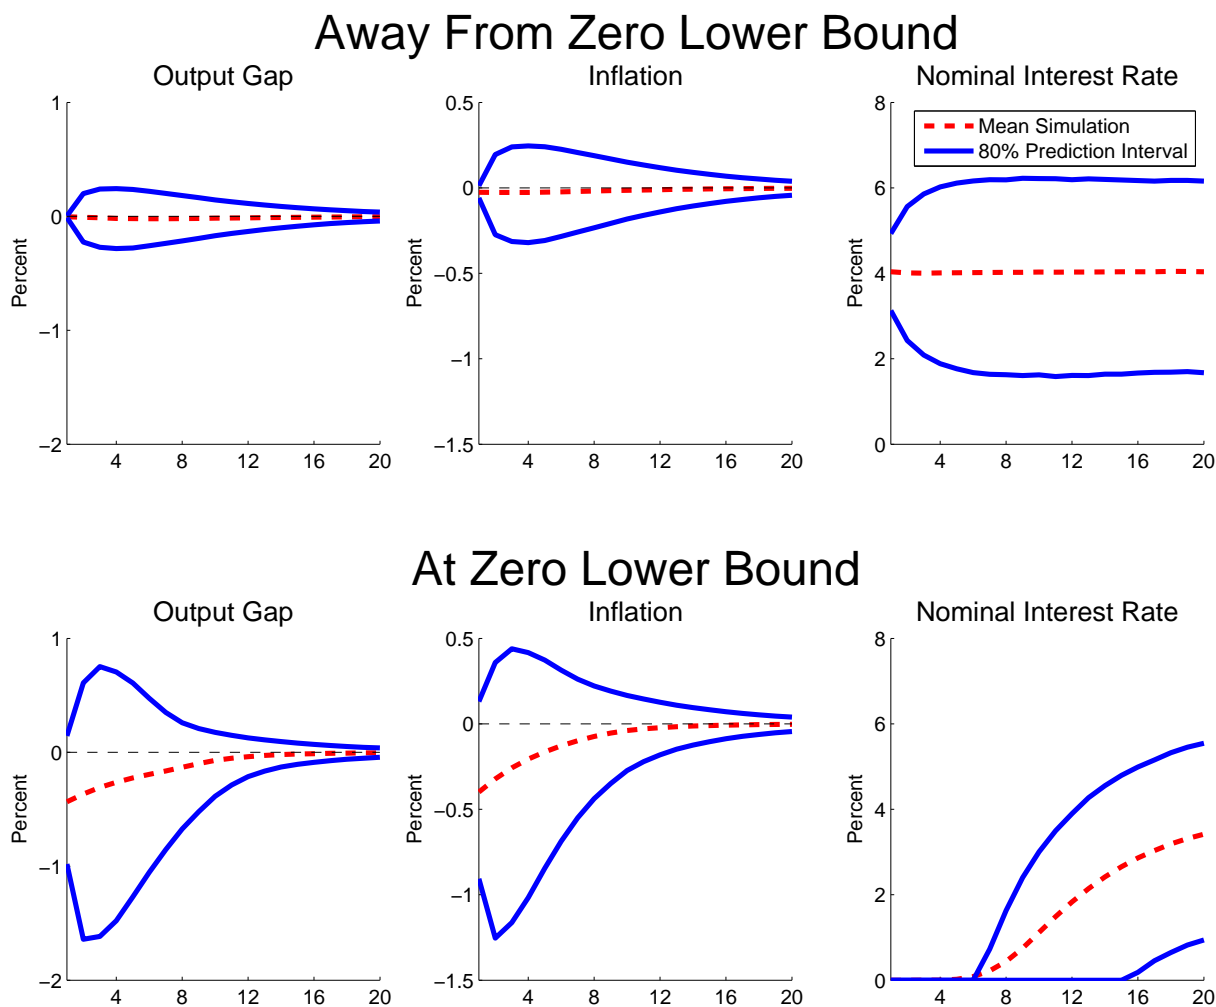 Away From Zero Lower Bound
Output Gap
Inflation
Nominal Interest Rate
Percent
1
0
−1
−2
4 8 12 16 20
Percent
0.5
0
−0.5
−1
−1.5
4 8 12 16 20
Percent
8
6
4
2
0
4 8 12 16 20
Mean Simulation
80% Prediction Interval
At Zero Lower Bound
Output Gap
Inflation
Nominal Interest Rate
Percent
1
0
−1
−2
4 8 12 16 20
Percent
0.5
0
−0.5
−1
−1.5
4 8 12 16 20
Percent
8
6
4
2
0
4 8 12 16 20